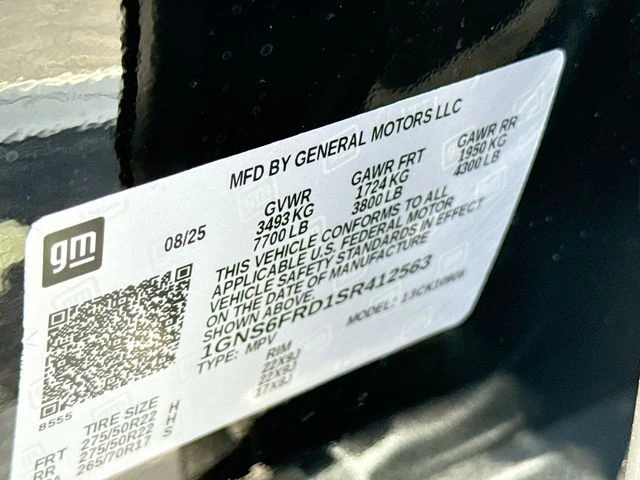 MFD BY GENERAL MOTORS LLC
gm
08/25
GVWR
3493 KG
7700 LB
GAWR FRT
1724 KG
3800 LB
GAWR RR
1950 KG
4300 LB
THIS VEHICLE CONFORMS TO ALL
APPLICABLE U.S. FEDERAL MOTOR
VEHICLE SAFETY STANDARDS IN EFFECT
ON THE DATE OF MANUFACTURE
SHOWN ABOVE.
1GNS6FRD1SR412563
TYPE: MPV
MODEL: 1JCK10906
8555
TIRE SIZE
RIM
FRT 275/50R22 H 22X9J
RR 275/50R22 H 22X9J
265/70R17 S 17X8J